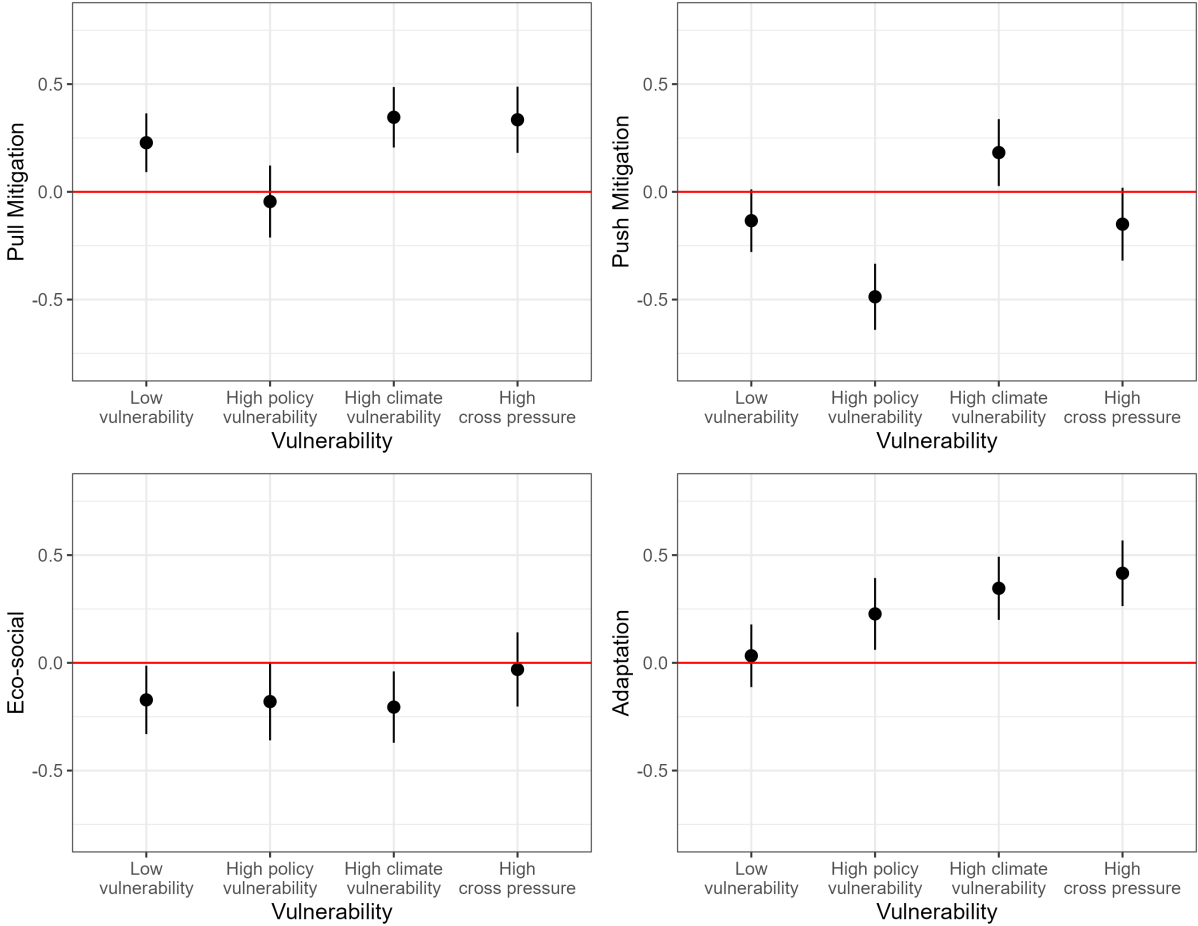 Pull Mitigation
0.5
0.0
-0.5
Low
vulnerability
High policy
vulnerability
High climate
vulnerability
High
cross pressure
Vulnerability
Push Mitigation
0.5
0.0
-0.5
Low
vulnerability
High policy
vulnerability
High climate
vulnerability
High
cross pressure
Vulnerability
Eco-social
0.5
0.0
-0.5
Low
vulnerability
High policy
vulnerability
High climate
vulnerability
High
cross pressure
Vulnerability
Adaptation
0.5
0.0
-0.5
Low
vulnerability
High policy
vulnerability
High climate
vulnerability
High
cross pressure
Vulnerability